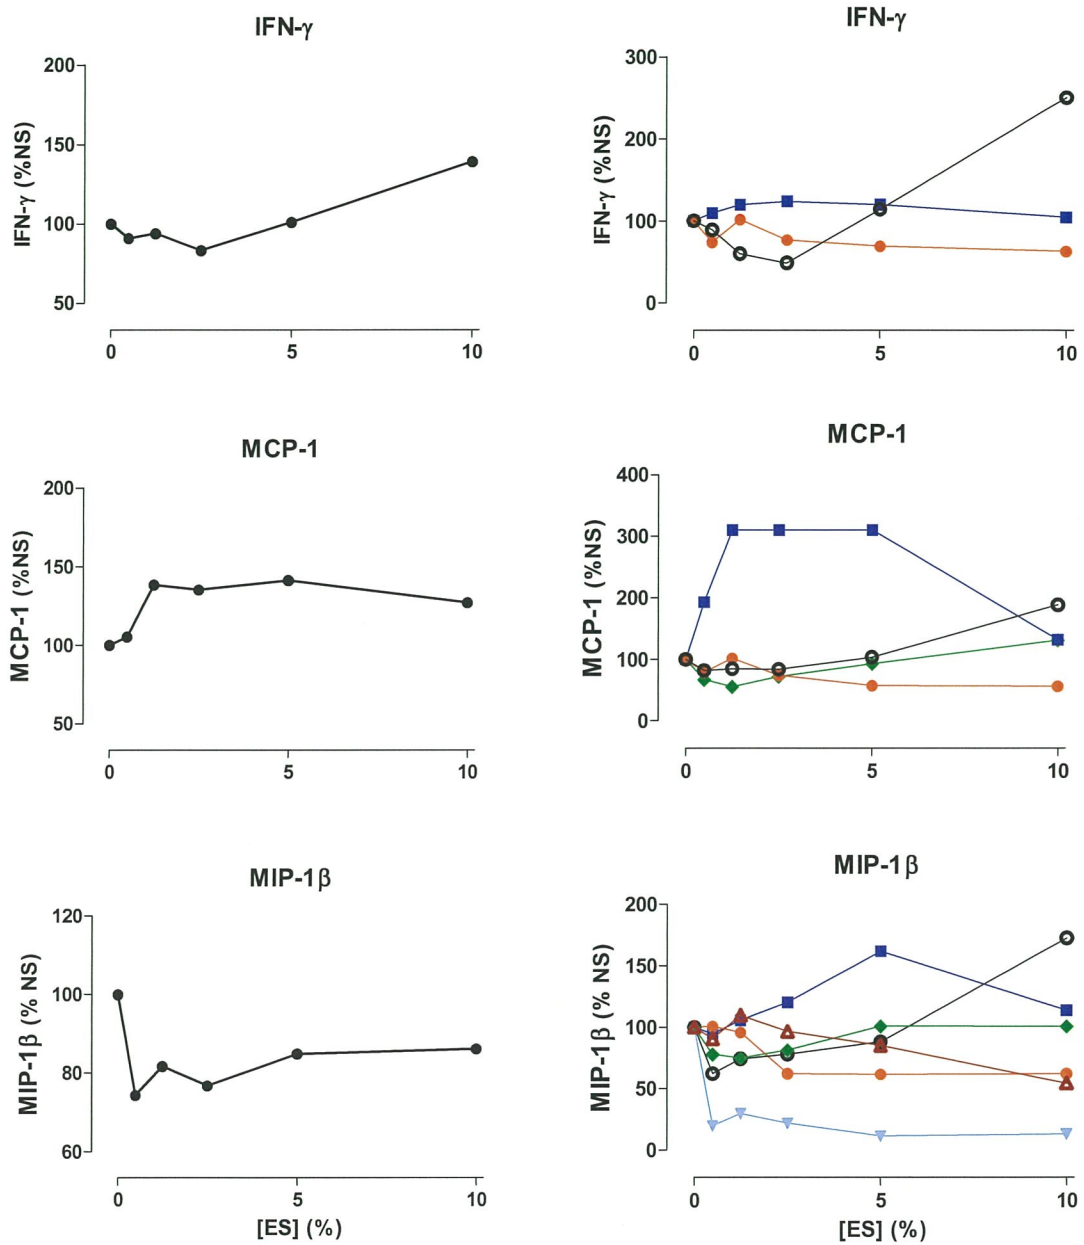 IFN-γ
IFN-γ (%NS)
200
150
100
50
0 5 10
IFN-γ
IFN-γ (%NS)
300
200
100
0
0 5 10
MCP-1
MCP-1 (%NS)
200
150
100
50
0 5 10
MCP-1
MCP-1 (%NS)
400
300
200
100
0
0 5 10
MIP-1β
MIP-1β (% NS)
120
100
80
60
0 5 10
[ES] (%)
MIP-1β
MIP-1β (% NS)
200
150
100
50
0
0 5 10
[ES] (%)